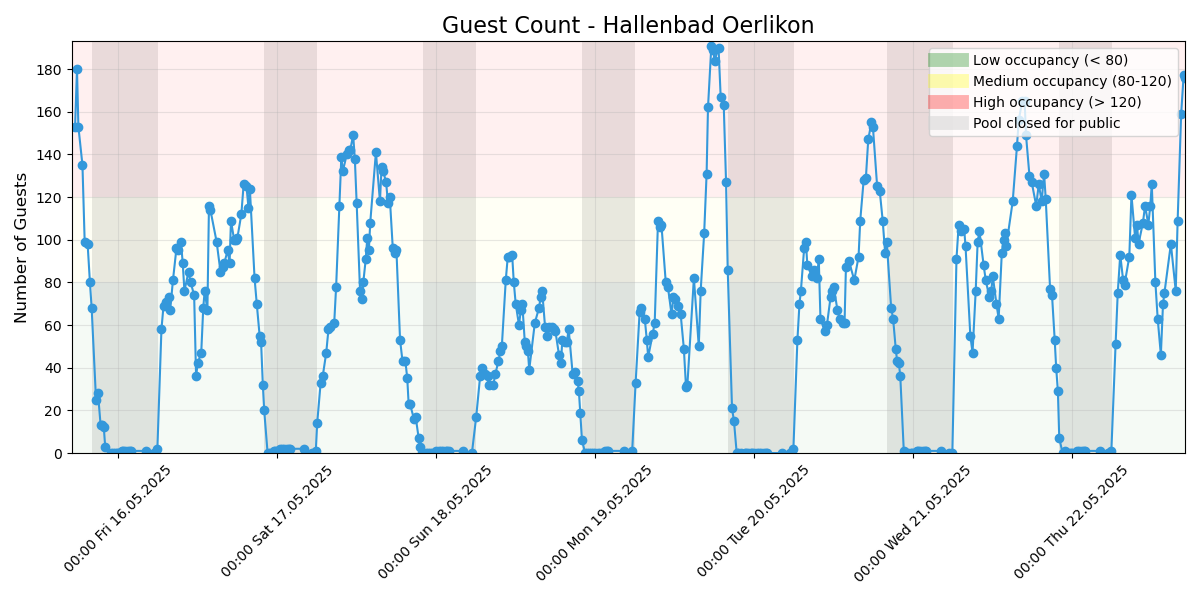 Guest Count - Hallenbad Oerlikon
Number of Guests
180
160
140
120
100
80
60
40
20
0
Low occupancy (< 80)
Medium occupancy (80-120)
High occupancy (> 120)
Pool closed for public
00:00 Fri 16.05.2025
00:00 Sat 17.05.2025
00:00 Sun 18.05.2025
00:00 Mon 19.05.2025
00:00 Tue 20.05.2025
00:00 Wed 21.05.2025
00:00 Thu 22.05.2025